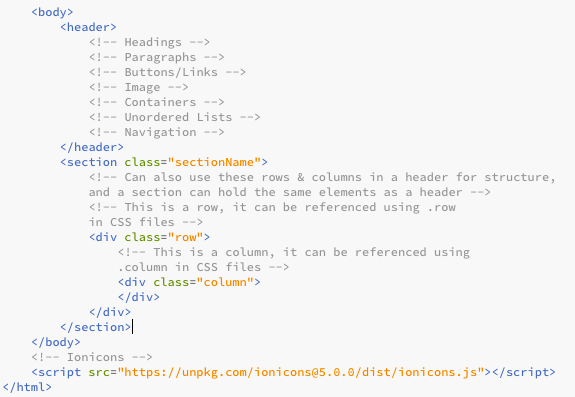 <body>
<header>
<!-- Headings -->
<!-- Paragraphs -->
<!-- Buttons/Links -->
<!-- Image -->
<!-- Containers -->
<!-- Unordered Lists -->
<!-- Navigation -->
</header>
<section class="sectionName">
<!-- Can also use these rows & columns in a header for structure,
and a section can hold the same elements as a header -->
<!-- This is a row, it can be referenced using .row
in CSS files -->
<div class="row">
<!-- This is a column, it can be referenced using
.column in CSS files -->
<div class="column">
</div>
</div>
</section>
</body>
<!-- Ionicons -->
<script src="https://unpkg.com/ionicons@5.0.0/dist/ionicons.js"></script>
</html>